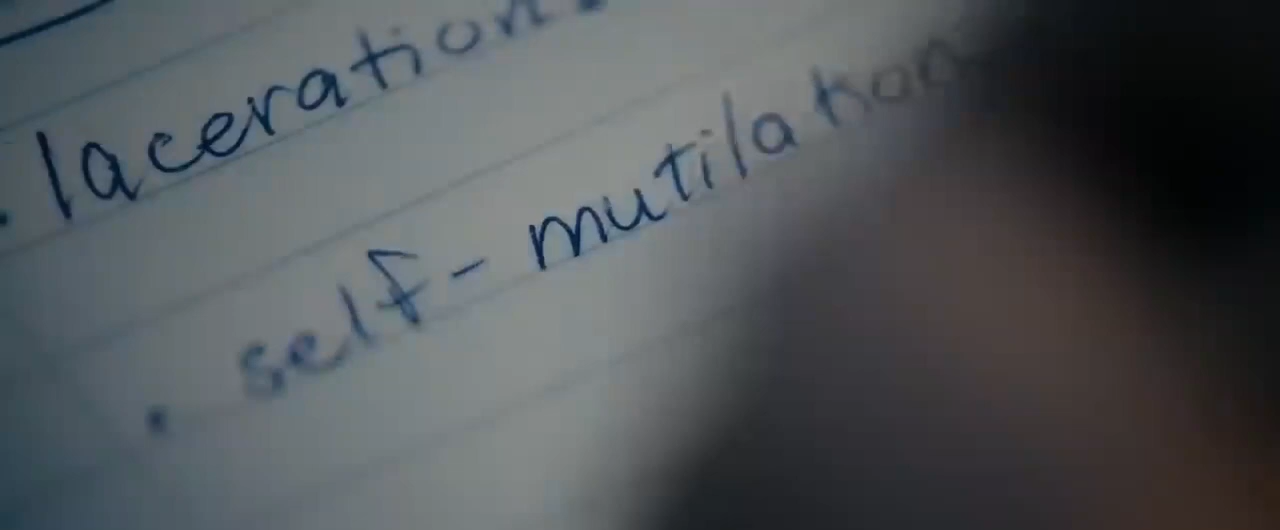 . laceration.
. self-mutilation